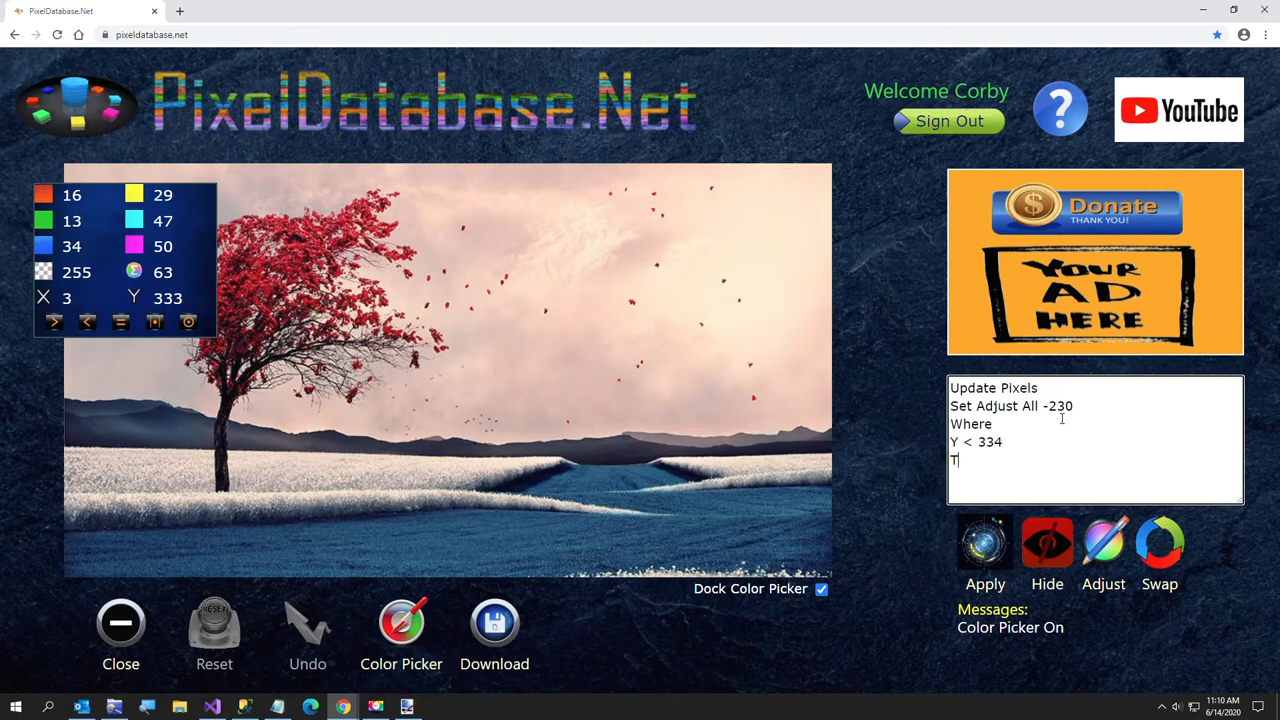 PixelDatabase.Net
pixeldatabase.net
PixelDatabase.Net
Welcome Corby
Sign Out
?
YouTube
16 29
13 47
34 50
255 63
X 3 Y 333
Donate
THANK YOU!
YOUR
AD
HERE
Update Pixels
Set Adjust All -230
Where
Y < 334
T
Apply Hide Adjust Swap
Messages:
Color Picker On
Dock Color Picker
RESET
Close Reset Undo Color Picker Download
11:10 AM
6/14/2020